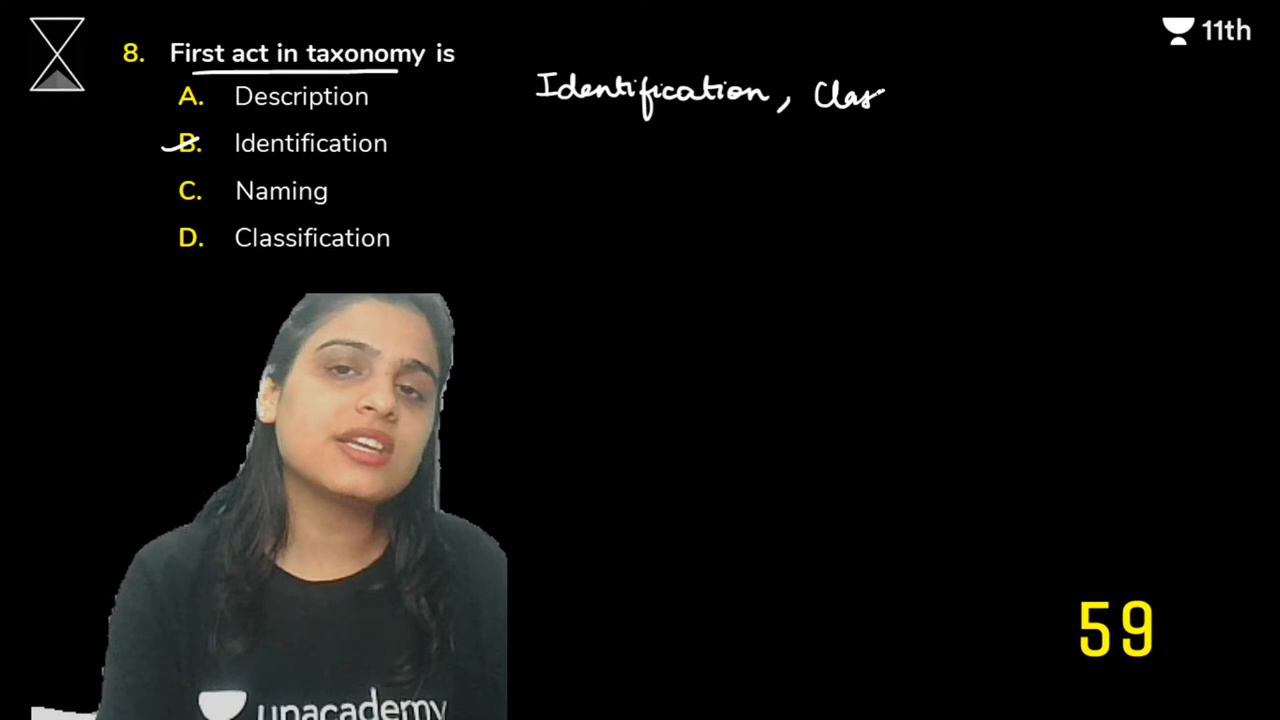 8. First act in taxonomy is
A. Description
B. Identification
C. Naming
D. Classification
Identification, Clas
11th
59
unacademy